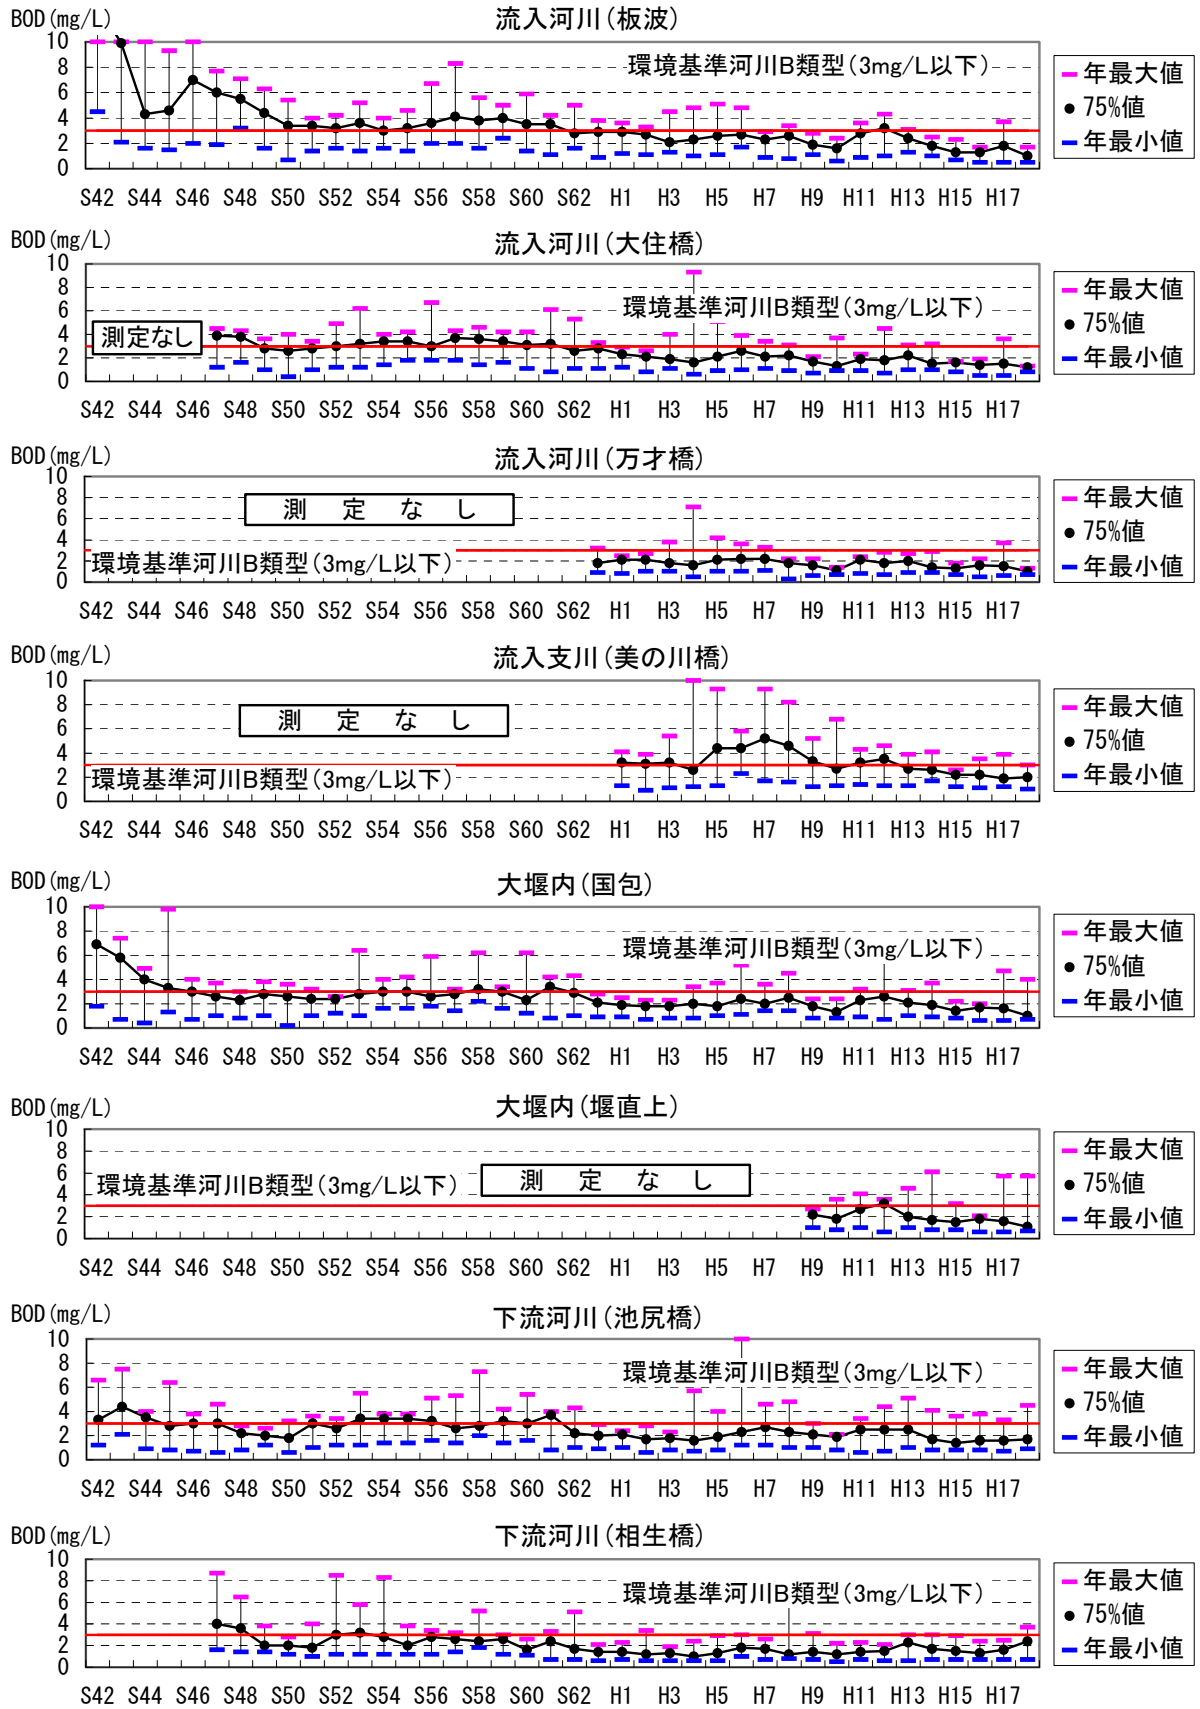 BOD(mg/L)
流入河川(板波)
10
8
6
4
2
0
環境基準河川B類型(3mg/L以下)
年最大値
75%値
年最小値
S42 S44 S46 S48 S50 S52 S54 S56 S58 S60 S62 H1 H3 H5 H7 H9 H11 H13 H15 H17
BOD(mg/L)
流入河川(大住橋)
10
8
6
4
2
0
測定なし
環境基準河川B類型(3mg/L以下)
年最大値
75%値
年最小値
S42 S44 S46 S48 S50 S52 S54 S56 S58 S60 S62 H1 H3 H5 H7 H9 H11 H13 H15 H17
BOD(mg/L)
流入河川(万才橋)
10
8
6
4
2
0
測 定 な し
環境基準河川B類型(3mg/L以下)
年最大値
75%値
年最小値
S42 S44 S46 S48 S50 S52 S54 S56 S58 S60 S62 H1 H3 H5 H7 H9 H11 H13 H15 H17
BOD(mg/L)
流入支川(美の川橋)
10
8
6
4
2
0
測 定 な し
環境基準河川B類型(3mg/L以下)
年最大値
75%値
年最小値
S42 S44 S46 S48 S50 S52 S54 S56 S58 S60 S62 H1 H3 H5 H7 H9 H11 H13 H15 H17
BOD(mg/L)
大堰内(国包)
10
8
6
4
2
0
環境基準河川B類型(3mg/L以下)
年最大値
75%値
年最小値
S42 S44 S46 S48 S50 S52 S54 S56 S58 S60 S62 H1 H3 H5 H7 H9 H11 H13 H15 H17
BOD(mg/L)
大堰内(堰直上)
10
8
6
4
2
0
環境基準河川B類型(3mg/L以下)
測 定 な し
年最大値
75%値
年最小値
S42 S44 S46 S48 S50 S52 S54 S56 S58 S60 S62 H1 H3 H5 H7 H9 H11 H13 H15 H17
BOD(mg/L)
下流河川(池尻橋)
10
8
6
4
2
0
環境基準河川B類型(3mg/L以下)
年最大値
75%値
年最小値
S42 S44 S46 S48 S50 S52 S54 S56 S58 S60 S62 H1 H3 H5 H7 H9 H11 H13 H15 H17
BOD(mg/L)
下流河川(相生橋)
10
8
6
4
2
0
環境基準河川B類型(3mg/L以下)
年最大値
75%値
年最小値
S42 S44 S46 S48 S50 S52 S54 S56 S58 S60 S62 H1 H3 H5 H7 H9 H11 H13 H15 H17